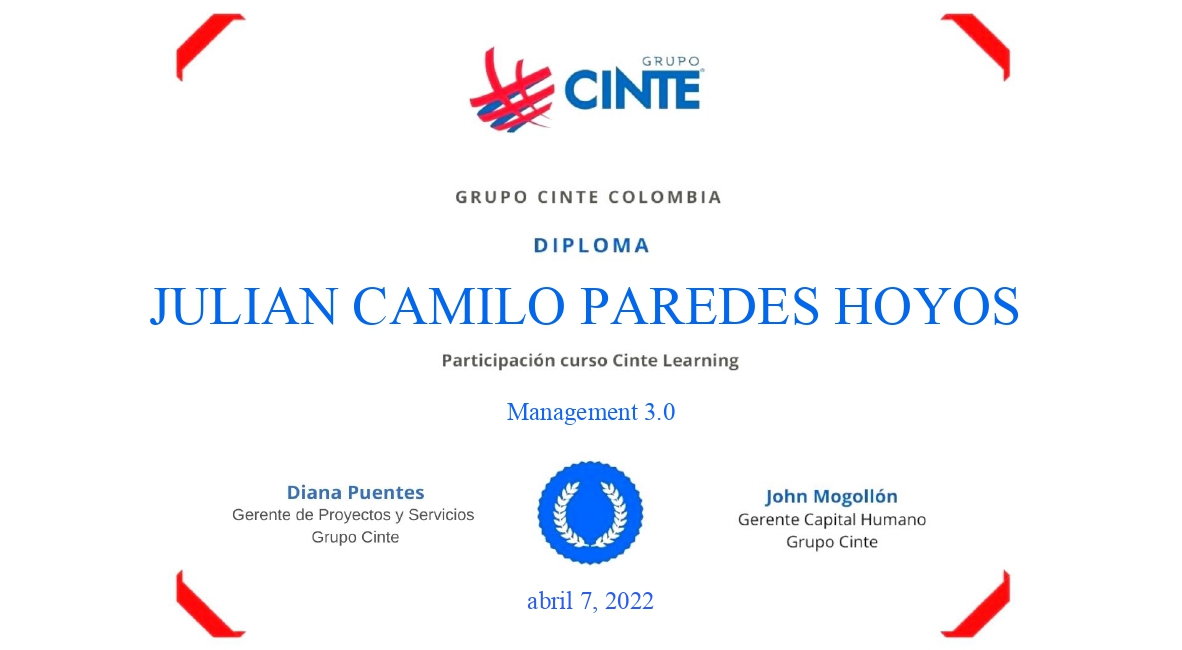 GRUPO
CINTE
GRUPO CINTE COLOMBIA
DIPLOMA
JULIAN CAMILO PAREDES HOYOS
Participación curso Cinte Learning
Management 3.0
Diana Puentes
Gerente de Proyectos y Servicios
Grupo Cinte
John Mogollón
Gerente Capital Humano
Grupo Cinte
abril 7, 2022